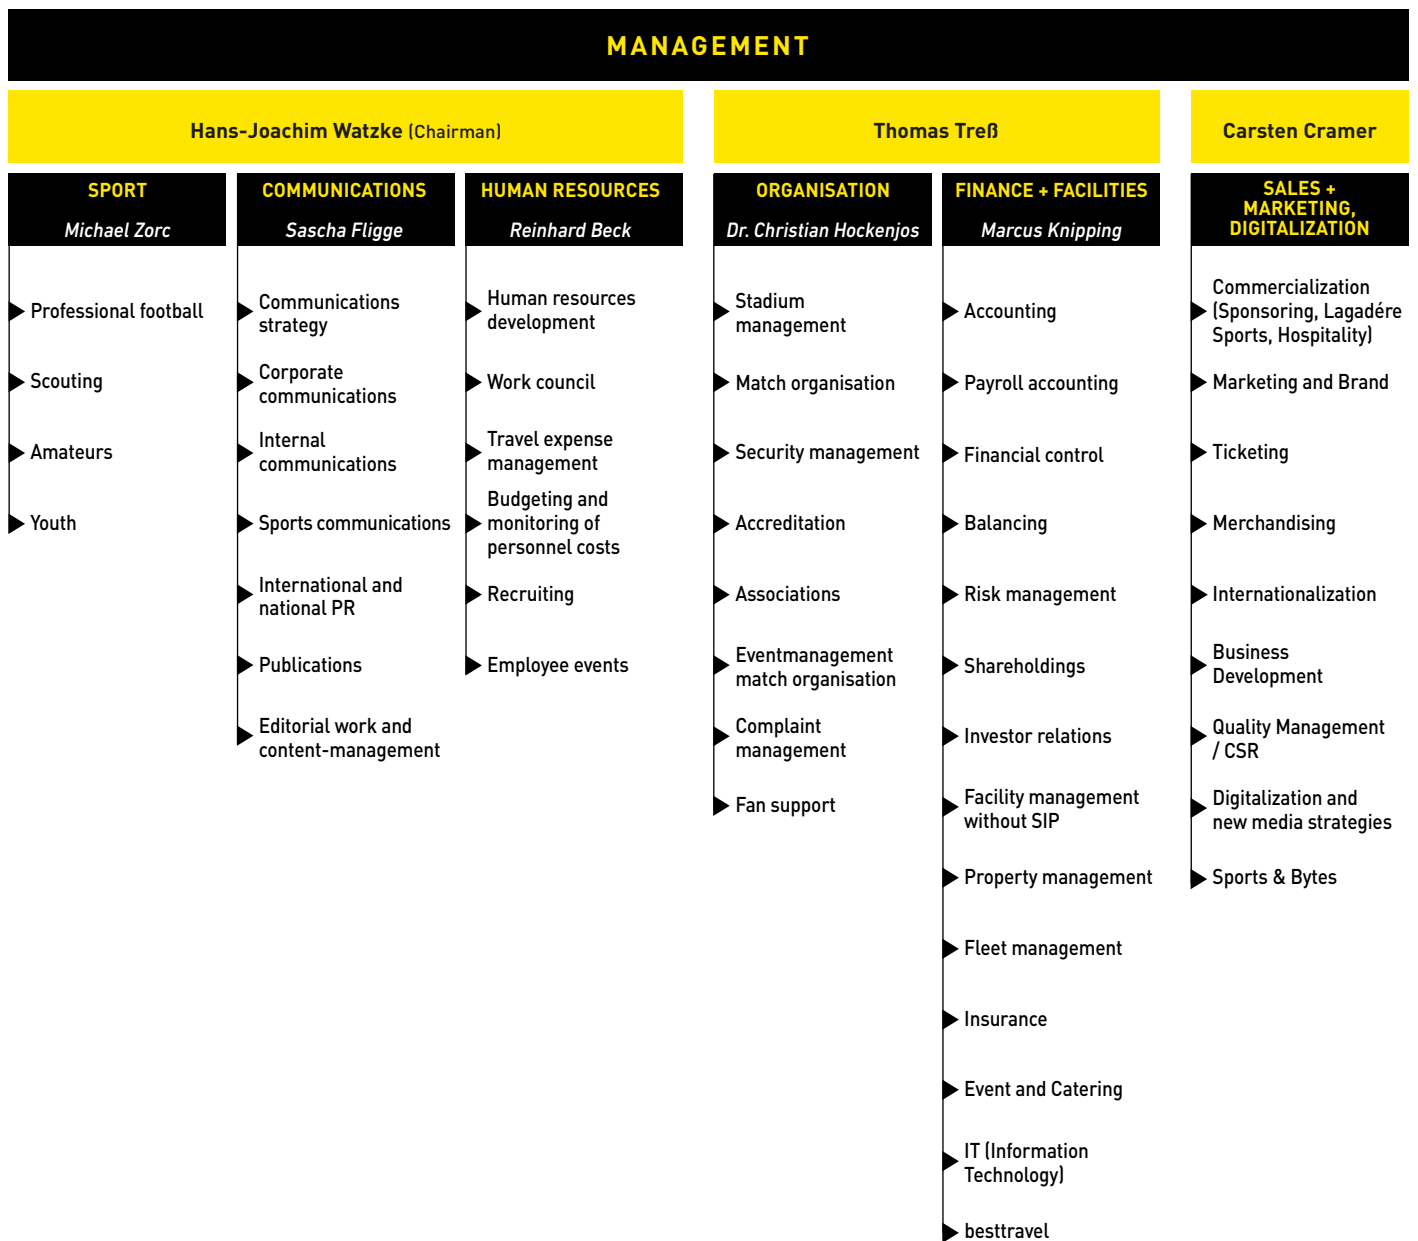 MANAGEMENT
Hans-Joachim Watzke (Chairman)
SPORT
Michael Zorc
Professional football
Scouting
Amateurs
Youth
COMMUNICATIONS
Sascha Fligge
Communications
strategy
Corporate
communications
Internal
communications
Sports communications
International and
national PR
Publications
Editorial work and
content-management
HUMAN RESOURCES
Reinhard Beck
Human resources
development
Work council
Travel expense
management
Budgeting and
monitoring of
personnel costs
Recruiting
Employee events
Thomas Treß
ORGANISATION
Dr. Christian Hockenjos
Stadium
management
Match organisation
Security management
Accreditation
Associations
Eventmanagement
match organisation
Complaint
management
Fan support
FINANCE + FACILITIES
Marcus Knipping
Accounting
Payroll accounting
Financial control
Balancing
Risk management
Shareholdings
Investor relations
Facility management
without SIP
Property management
Fleet management
Insurance
Event and Catering
IT (Information
Technology)
besttravel
Carsten Cramer
SALES +
MARKETING,
DIGITALIZATION
Commercialization
(Sponsoring, Lagadére
Sports, Hospitality)
Marketing and Brand
Ticketing
Merchandising
Internationalization
Business
Development
Quality Management
/ CSR
Digitalization and
new media strategies
Sports & Bytes